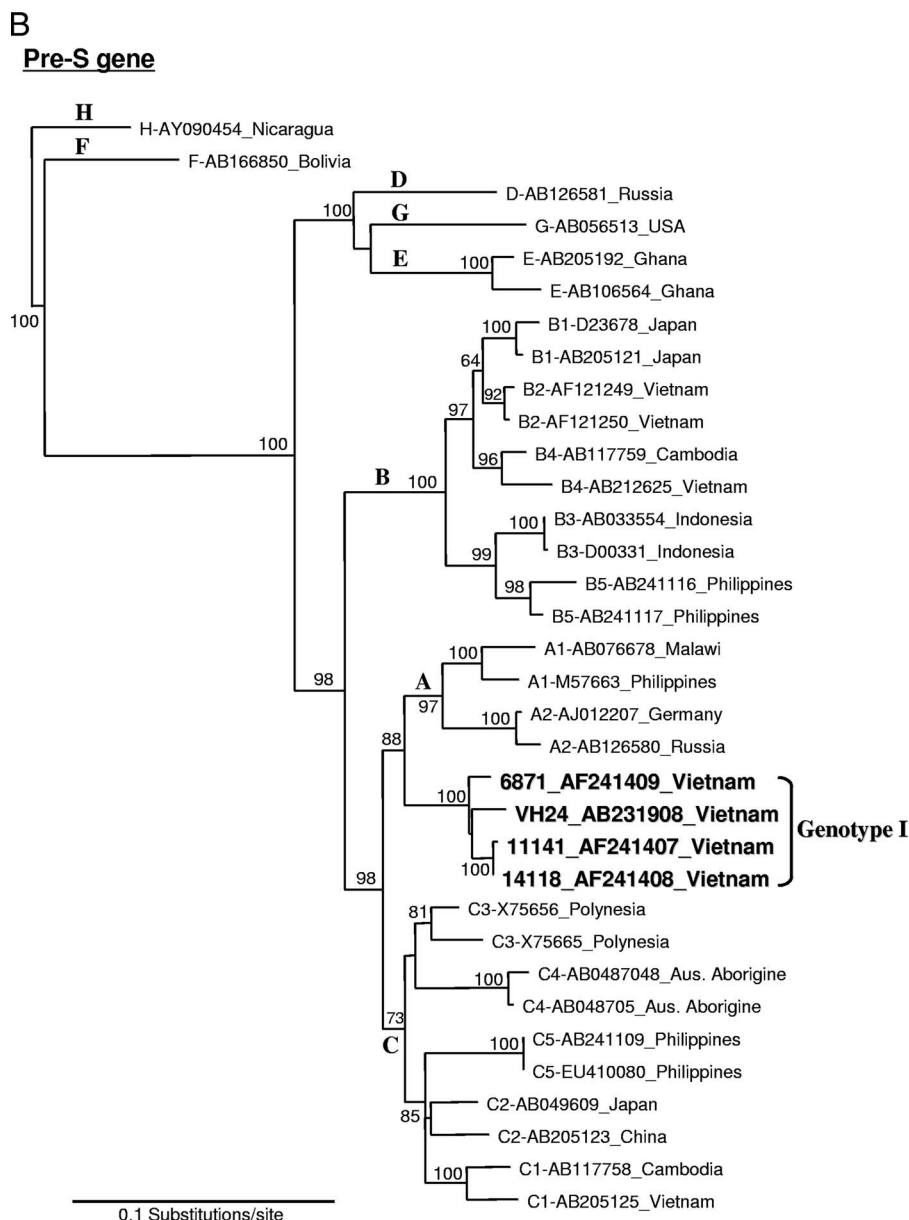 B
Pre-S gene
H
H-AY090454_Nicaragua
F
F-AB166850_Bolivia
D
D-AB126581_Russia
100
G
G-AB056513_USA
E
100
E-AB205192_Ghana
E-AB106564_Ghana
100
100
B1-D23678_Japan
B1-AB205121_Japan
64
92
B2-AF121249_Vietnam
B2-AF121250_Vietnam
97
100
96
B4-AB117759_Cambodia
B4-AB212625_Vietnam
B
100
100
B3-AB033554_Indonesia
B3-D00331_Indonesia
99
98
B5-AB241116_Philippines
B5-AB241117_Philippines
100
A1-AB076678_Malawi
A1-M57663_Philippines
98
A
97
100
A2-AJ012207_Germany
A2-AB126580_Russia
88
100
6871_AF241409_Vietnam
VH24_AB231908_Vietnam
Genotype I
11141_AF241407_Vietnam
100
14118_AF241408_Vietnam
98
81
C3-X75656_Polynesia
C3-X75665_Polynesia
100
C4-AB0487048_Aus. Aborigine
C4-AB048705_Aus. Aborigine
73
C
100
C5-AB241109_Philippines
C5-EU410080_Philippines
85
C2-AB049609_Japan
C2-AB205123_China
100
C1-AB117758_Cambodia
C1-AB205125_Vietnam
0.1 Substitutions/site